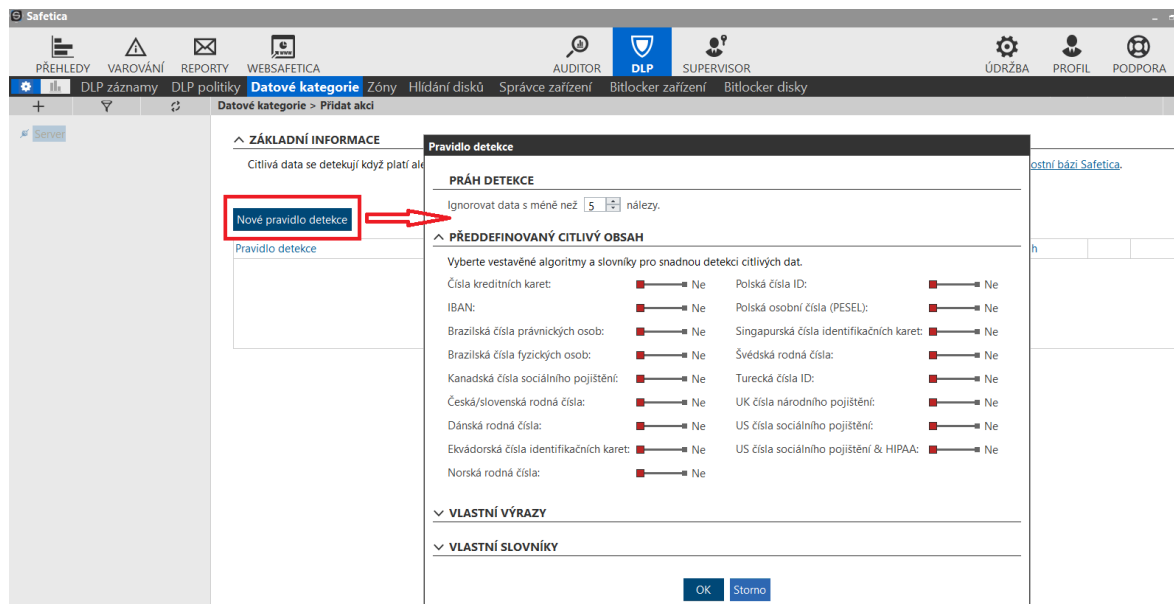 Safetica
PŘEHLEDY VAROVÁNÍ REPORTY WEBSAFETICA AUDITOR DLP SUPERVISOR ÚDRŽBA PROFIL PODPORA
DLP záznamy DLP politiky Datové kategorie Zóny Hlídání disků Správce zařízení Bitlocker zařízení Bitlocker disky
Datové kategorie > Přidat akci
Server
ZÁKLADNÍ INFORMACE
Citlivá data se detekují když platí ale
ostní bázi Safetica.
Nové pravidlo detekce
Pravidlo detekce
h
Pravidlo detekce
PRÁH DETEKCE
Ignorovat data s méně než 5 nálezy.
PŘEDDEFINOVANÝ CITLIVÝ OBSAH
Vyberte vestavěné algoritmy a slovníky pro snadnou detekci citlivých dat.
Čísla kreditních karet: Ne Polská čísla ID: Ne
IBAN: Ne Polská osobní čísla (PESEL): Ne
Brazilská čísla právnických osob: Ne Singapurská čísla identifikačních karet: Ne
Brazilská čísla fyzických osob: Ne Švédská rodná čísla: Ne
Kanadská čísla sociálního pojištění: Ne Turecká čísla ID: Ne
Česká/slovenská rodná čísla: Ne UK čísla národního pojištění: Ne
Dánská rodná čísla: Ne US čísla sociálního pojištění: Ne
Ekvádorská čísla identifikačních karet: Ne US čísla sociálního pojištění & HIPAA: Ne
Norská rodná čísla: Ne
VLASTNÍ VÝRAZY
VLASTNÍ SLOVNÍKY
OK Storno